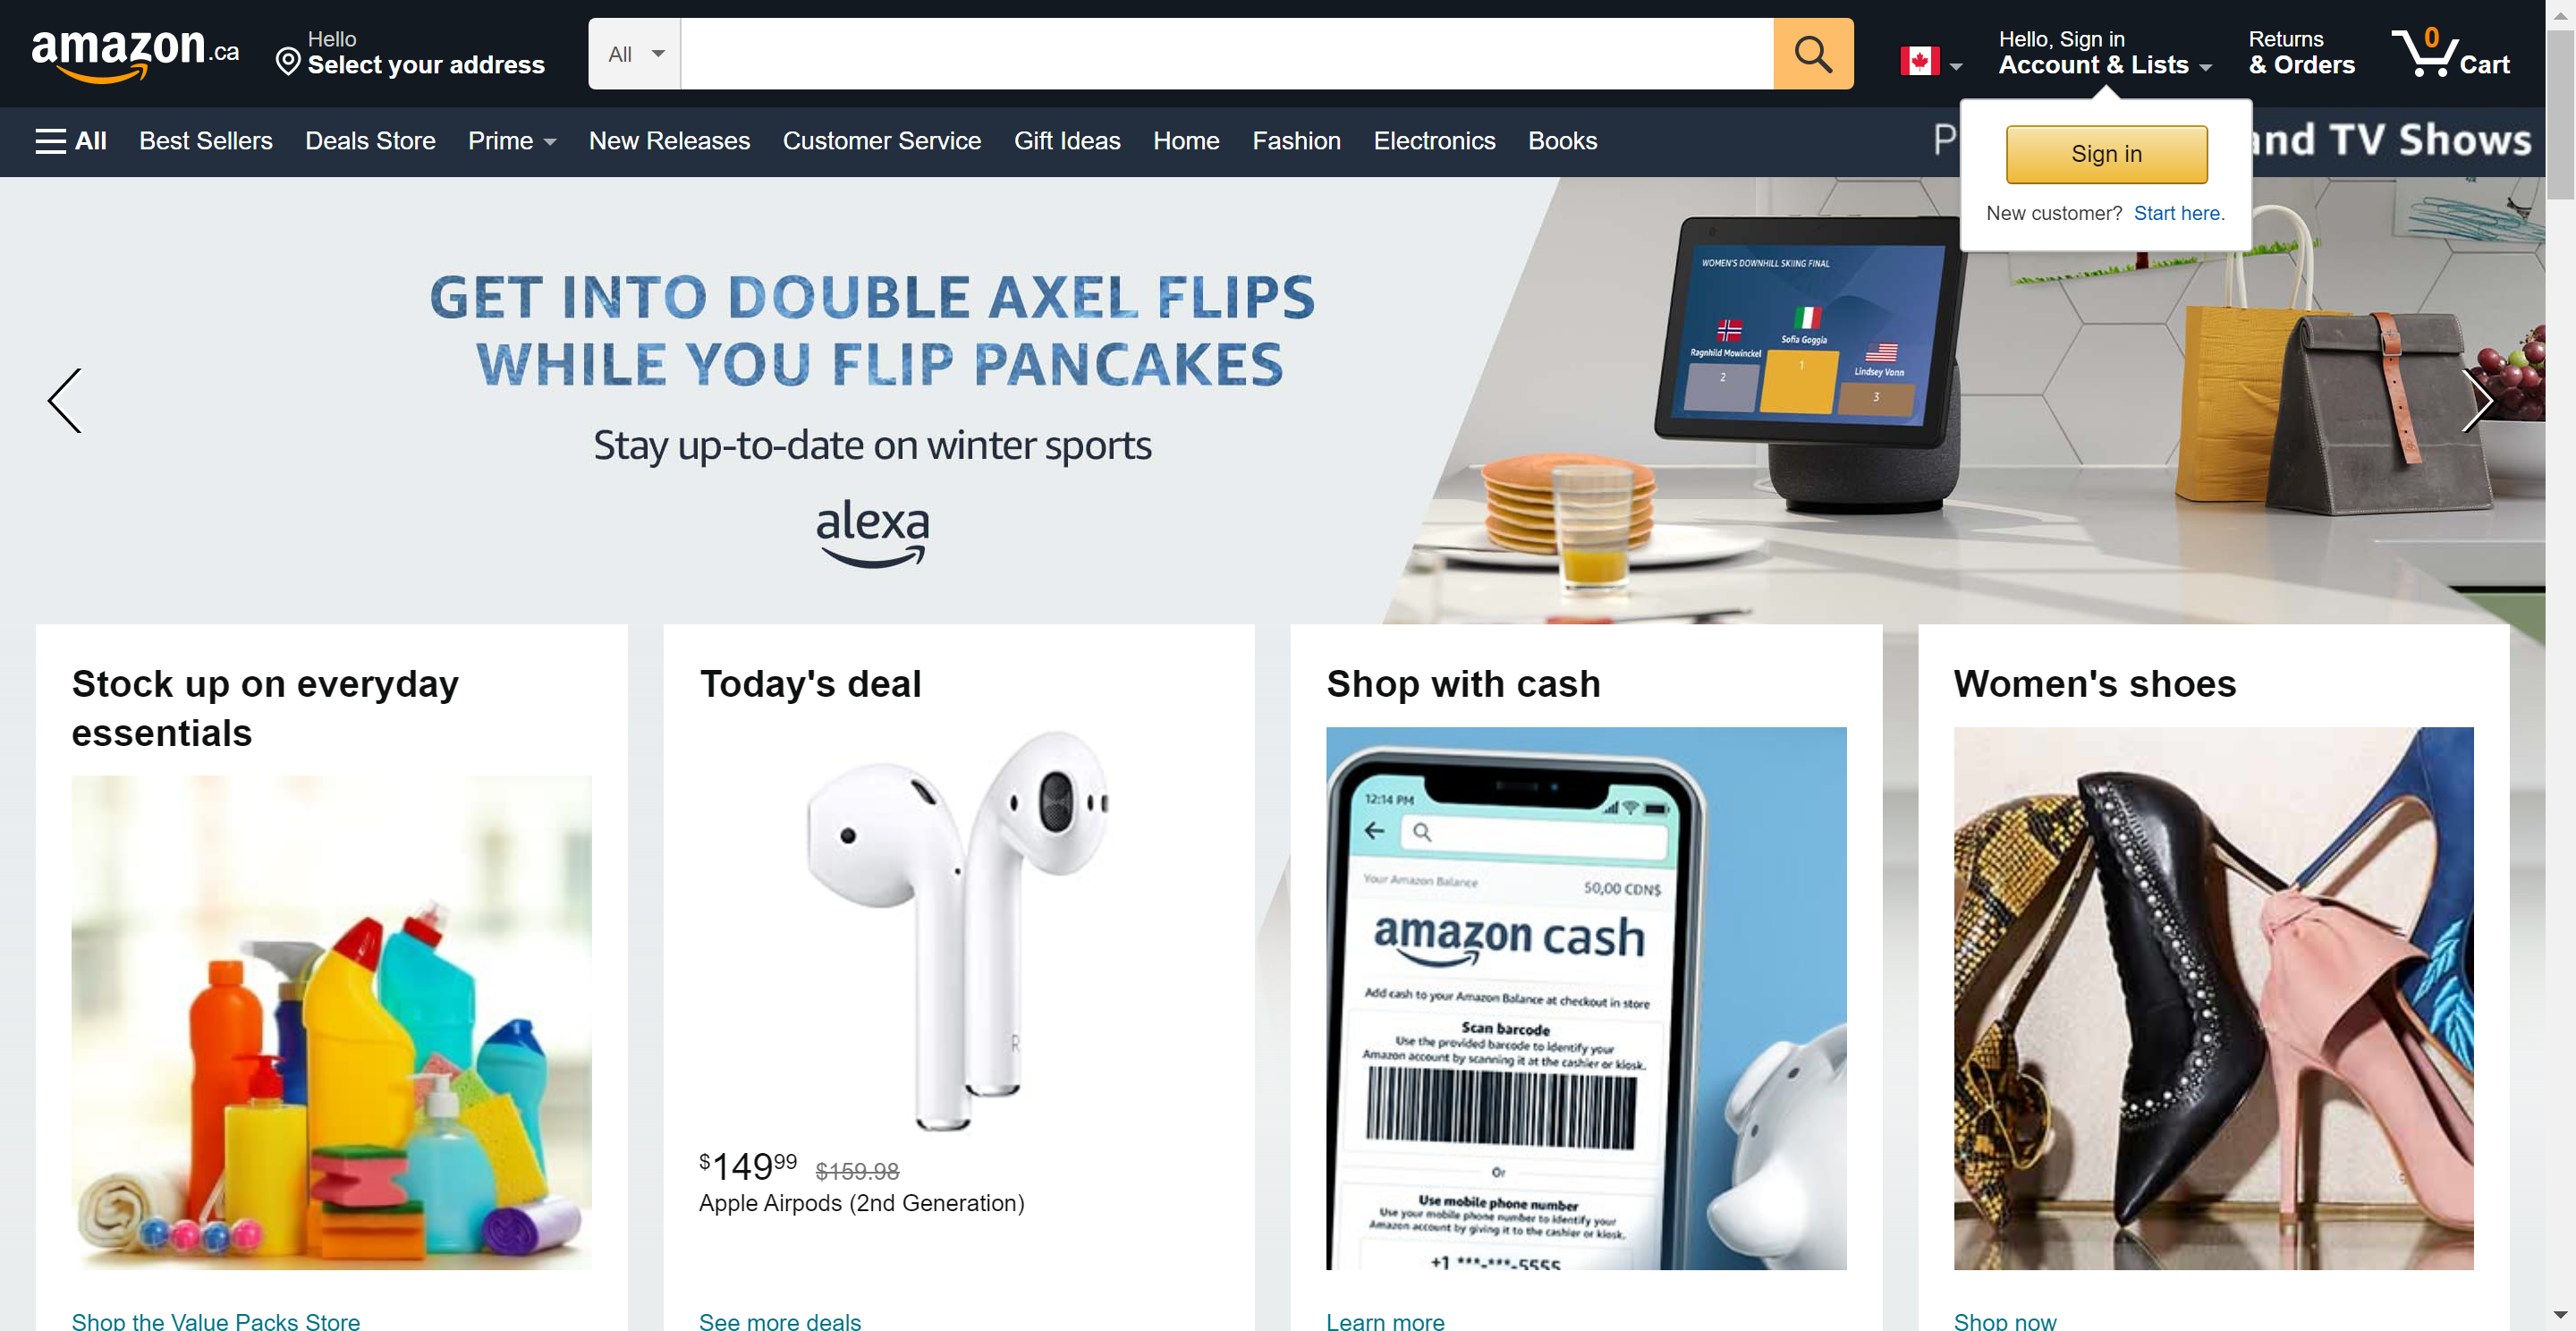 amazon.ca
Hello
Select your address
All
Hello, Sign in
Account & Lists
Returns
& Orders
0
Cart
All
Best Sellers
Deals Store
Prime
New Releases
Customer Service
Gift Ideas
Home
Fashion
Electronics
Books
P
and TV Shows
Sign in
New customer? Start here.
GET INTO DOUBLE AXEL FLIPS
WHILE YOU FLIP PANCAKES
Stay up-to-date on winter sports
alexa
WOMEN'S DOWNHILL SKIING FINAL
Ragnhild Mowinckel
Sofia Goggia
Lindsey Vonn
2
1
3
Stock up on everyday
essentials
Shop the Value Packs Store
Today's deal
R
$14999 $159.98
Apple Airpods (2nd Generation)
See more deals
Shop with cash
12:14 PM
Your Amazon Balance 50,00 CDN$
amazon cash
Add cash to your Amazon Balance at checkout in store
Scan barcode
Use the provided barcode to identify your
Amazon account by scanning it at the cashier or kiosk.
Or
Use mobile phone number
Use your mobile phone number to identify your
Amazon account by giving it to the cashier or kiosk.
+1 ***-***-5555
Learn more
Women's shoes
Shop now